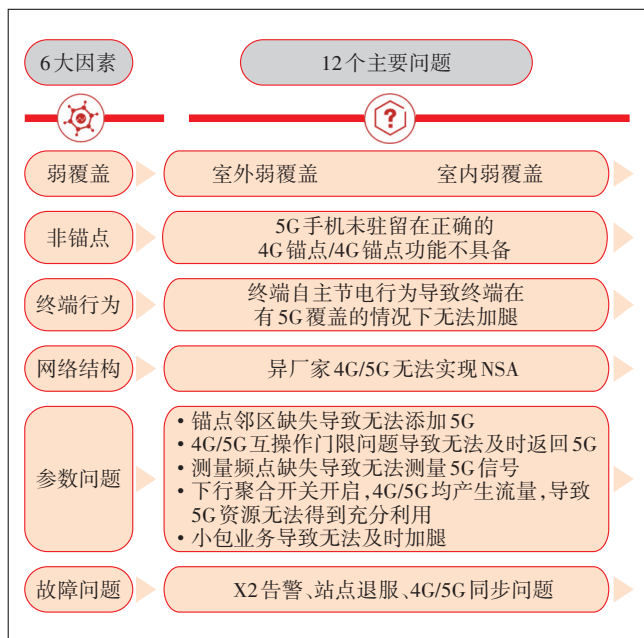 6大因素
12个主要问题
?
弱覆盖
室外弱覆盖 室内弱覆盖
非锚点
5G手机未驻留在正确的
4G锚点/4G锚点功能不具备
终端行为
终端自主节电行为导致终端在
有5G覆盖的情况下无法加腿
网络结构
异厂家4G/5G无法实现NSA
参数问题
• 锚点邻区缺失导致无法添加5G
• 4G/5G互操作门限问题导致无法及时返回5G
• 测量频点缺失导致无法测量5G信号
• 下行聚合开关开启,4G/5G均产生流量,导致
5G资源无法得到充分利用
• 小包业务导致无法及时加腿
故障问题
X2告警、站点退服、4G/5G同步问题